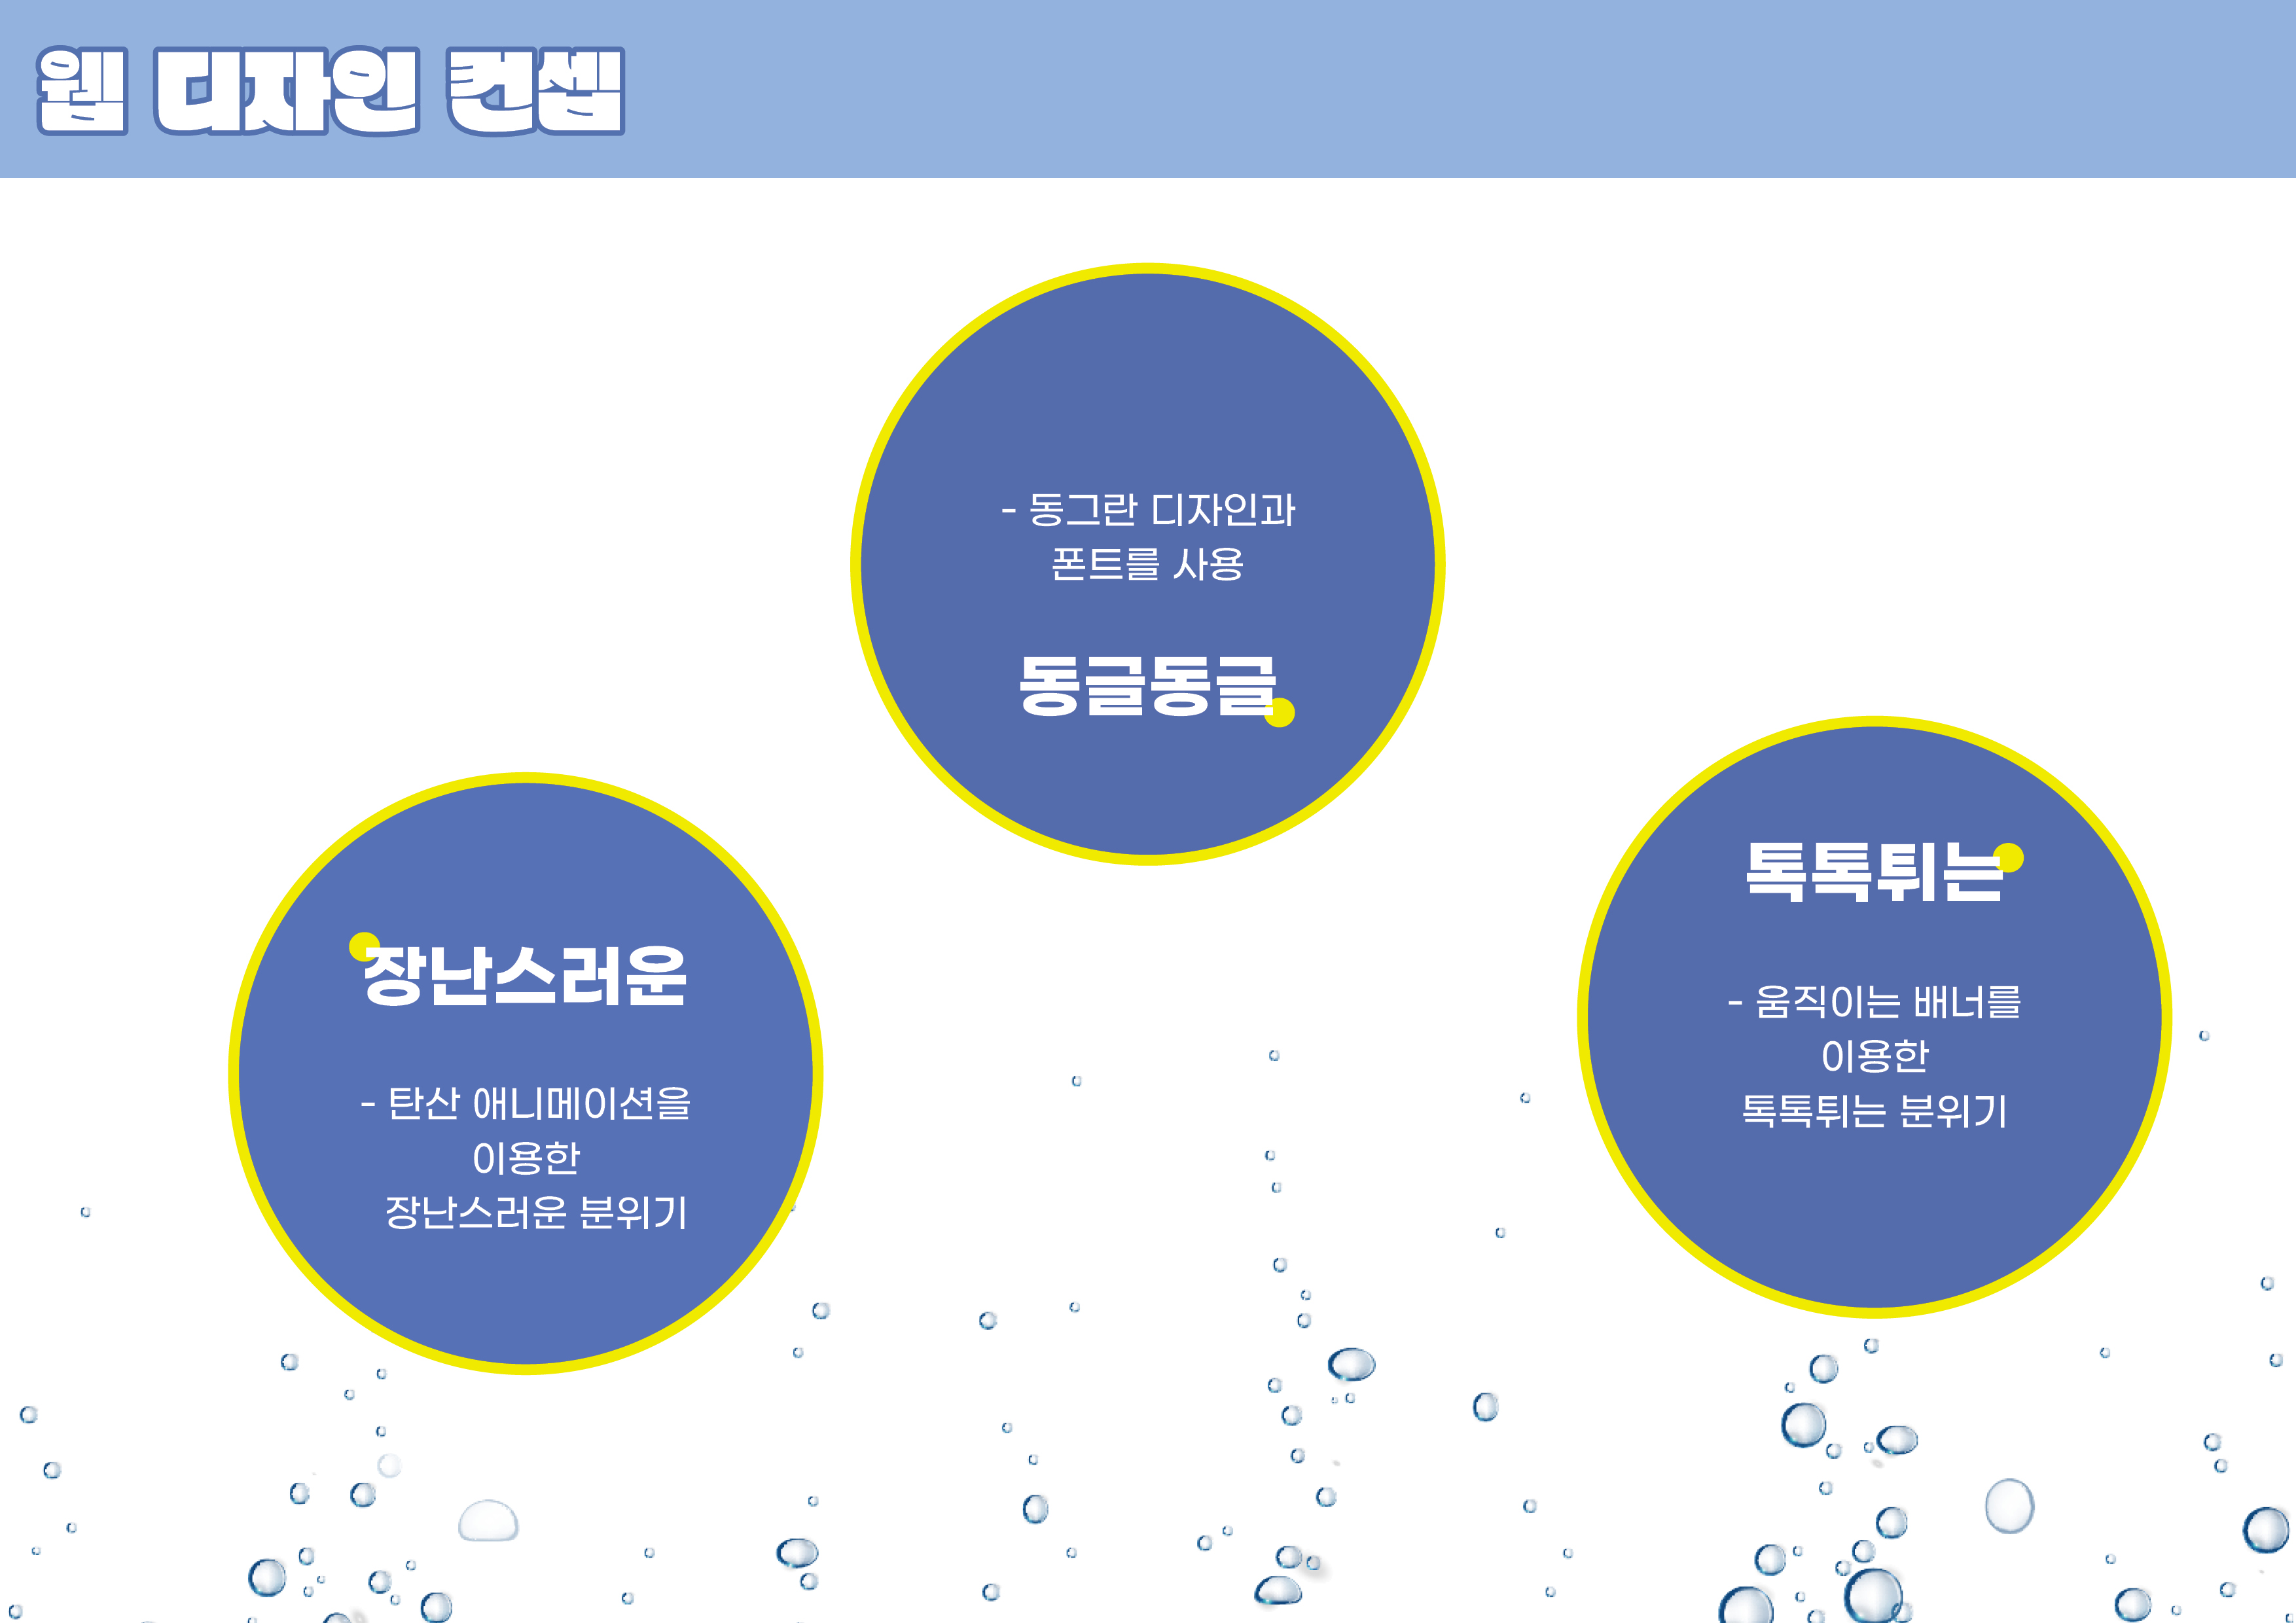 웹 디자인 컨셉
- 동그란 디자인과
폰트를 사용
동글동글
장난스러운
- 탄산 애니메이션을
이용한
장난스러운 분위기
톡톡튀는
- 움직이는 배너를
이용한
톡톡튀는 분위기